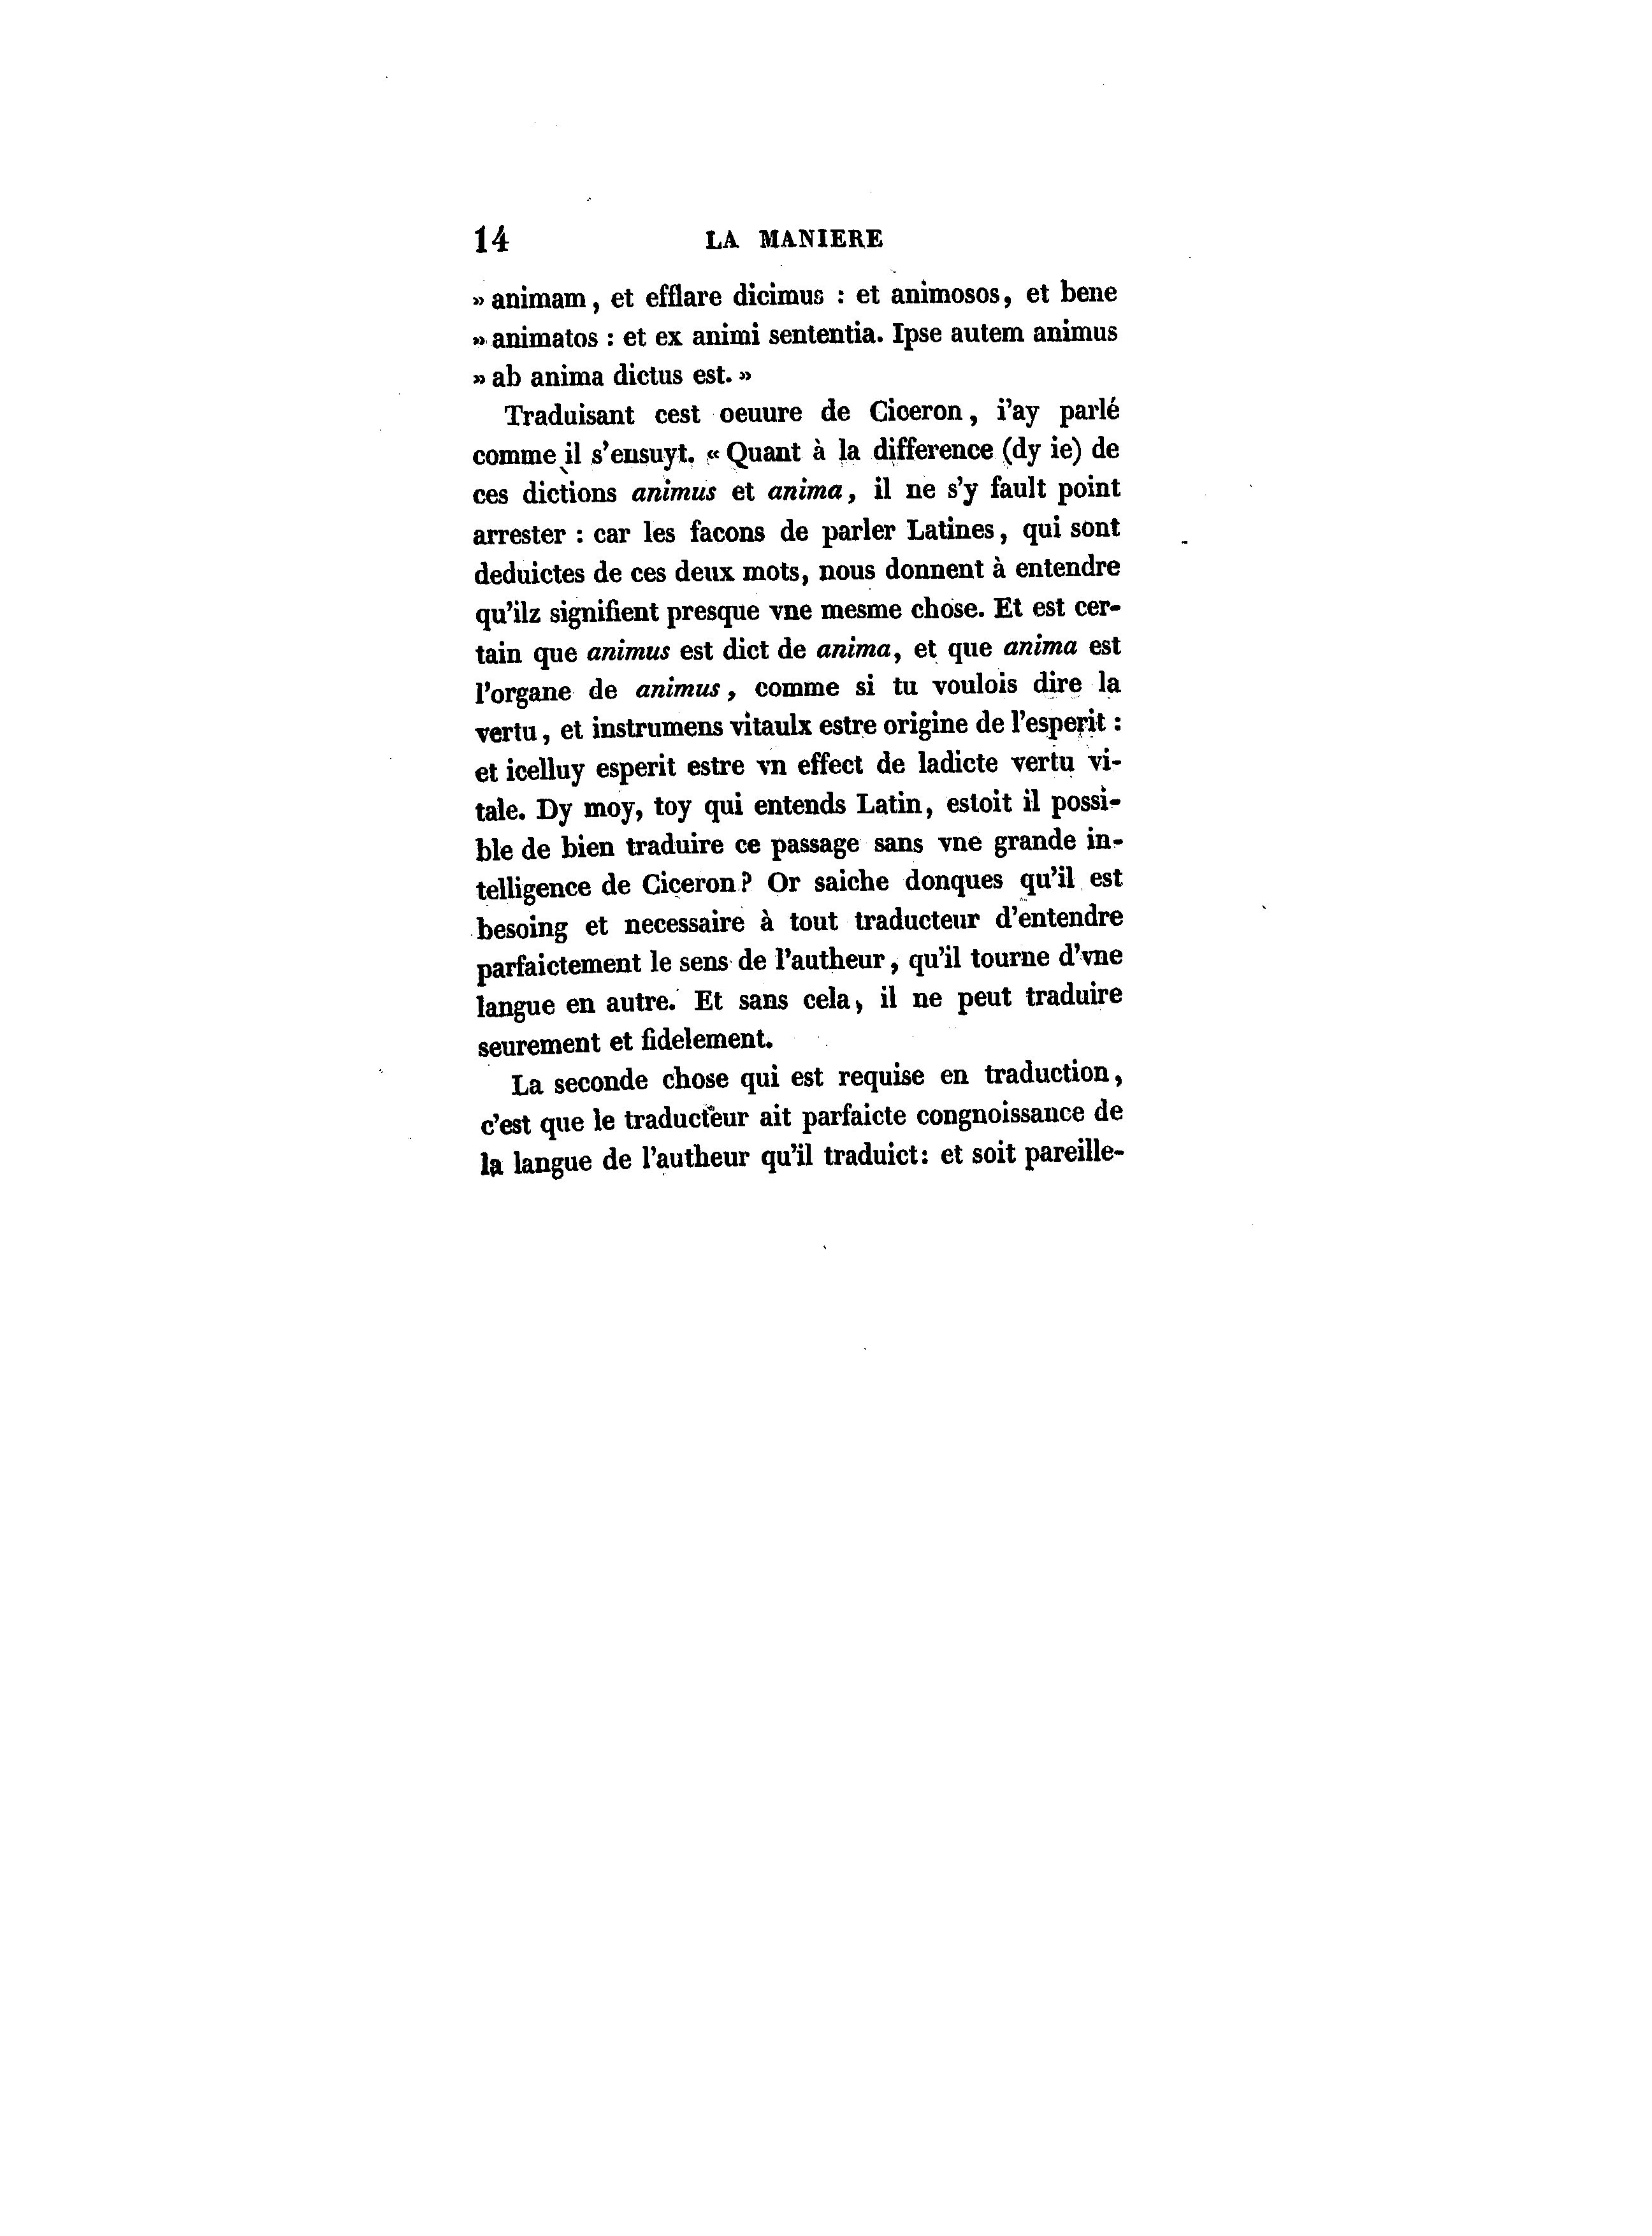 14 LA MANIERE
» animam, et efflare dicimus : et animosos, et bene
» animatos : et ex animi sententia. Ipse autem animus
» ab anima dictus est. »
Traduisant cest oeuure de Ciceron, i'ay parlé
comme il s'ensuyt. « Quant à la difference (dy ie) de
ces dictions animus et anima, il ne s'y fault point
arrester : car les facons de parler Latines, qui sont
deduictes de ces deux mots, nous donnent à entendre
qu'ilz signifient presque vne mesme chose. Et est cer-
tain que animus est dict de anima, et que anima est
l'organe de animus, comme si tu voulois dire la
vertu, et instrumens vitaulx estre origine de l'esperit :
et icelluy esperit estre vn effect de ladicte vertu vi-
tale. Dy moy, toy qui entends Latin, estoit il possi-
ble de bien traduire ce passage sans vne grande in-
telligence de Ciceron? Or saiche donques qu'il est
besoing et necessaire à tout traducteur d'entendre
parfaictement le sens de l'autheur, qu'il tourne d'vne
langue en autre. Et sans cela, il ne peut traduire
seurement et fidelement.
La seconde chose qui est requise en traduction,
c'est que le traducteur ait parfaicte congnoissance de
la langue de l'autheur qu'il traduict: et soit pareille-